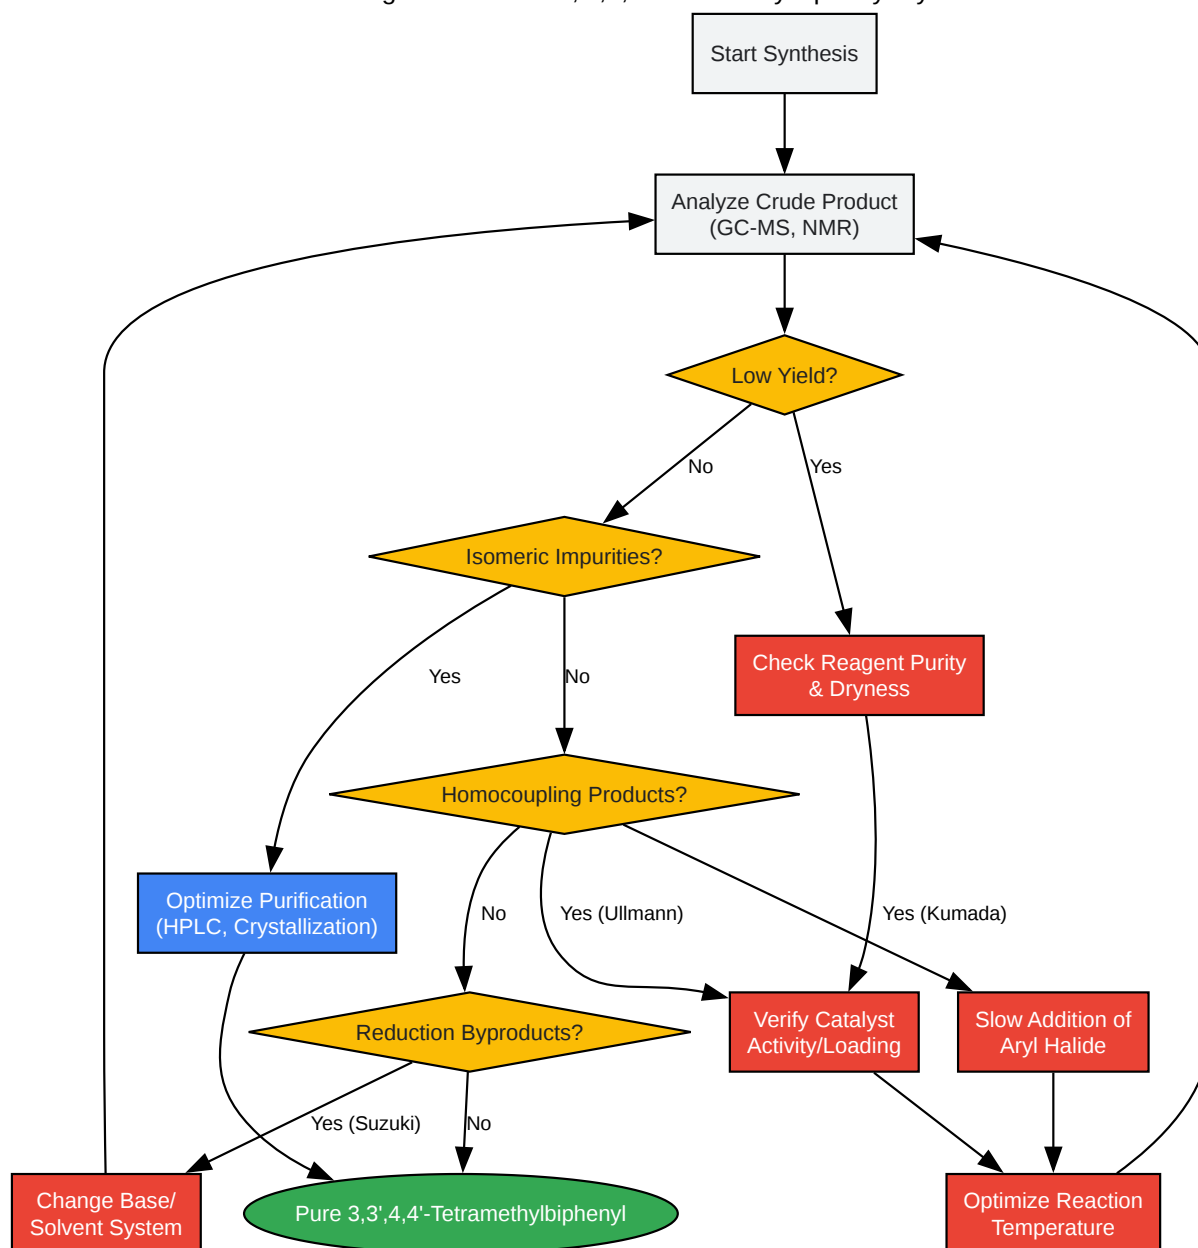 Start Synthesis
Analyze Crude Product
(GC-MS, NMR)
Low Yield?
No
Yes
Isomeric Impurities?
Check Reagent Purity
& Dryness
Yes
No
Homocoupling Products?
Optimize Purification
(HPLC, Crystallization)
No
Yes (Ullmann)
Yes (Kumada)
Reduction Byproducts?
Verify Catalyst
Activity/Loading
Slow Addition of
Aryl Halide
Yes (Suzuki)
No
Change Base/
Solvent System
Pure 3,3',4,4'-Tetramethylbiphenyl
Optimize Reaction
Temperature